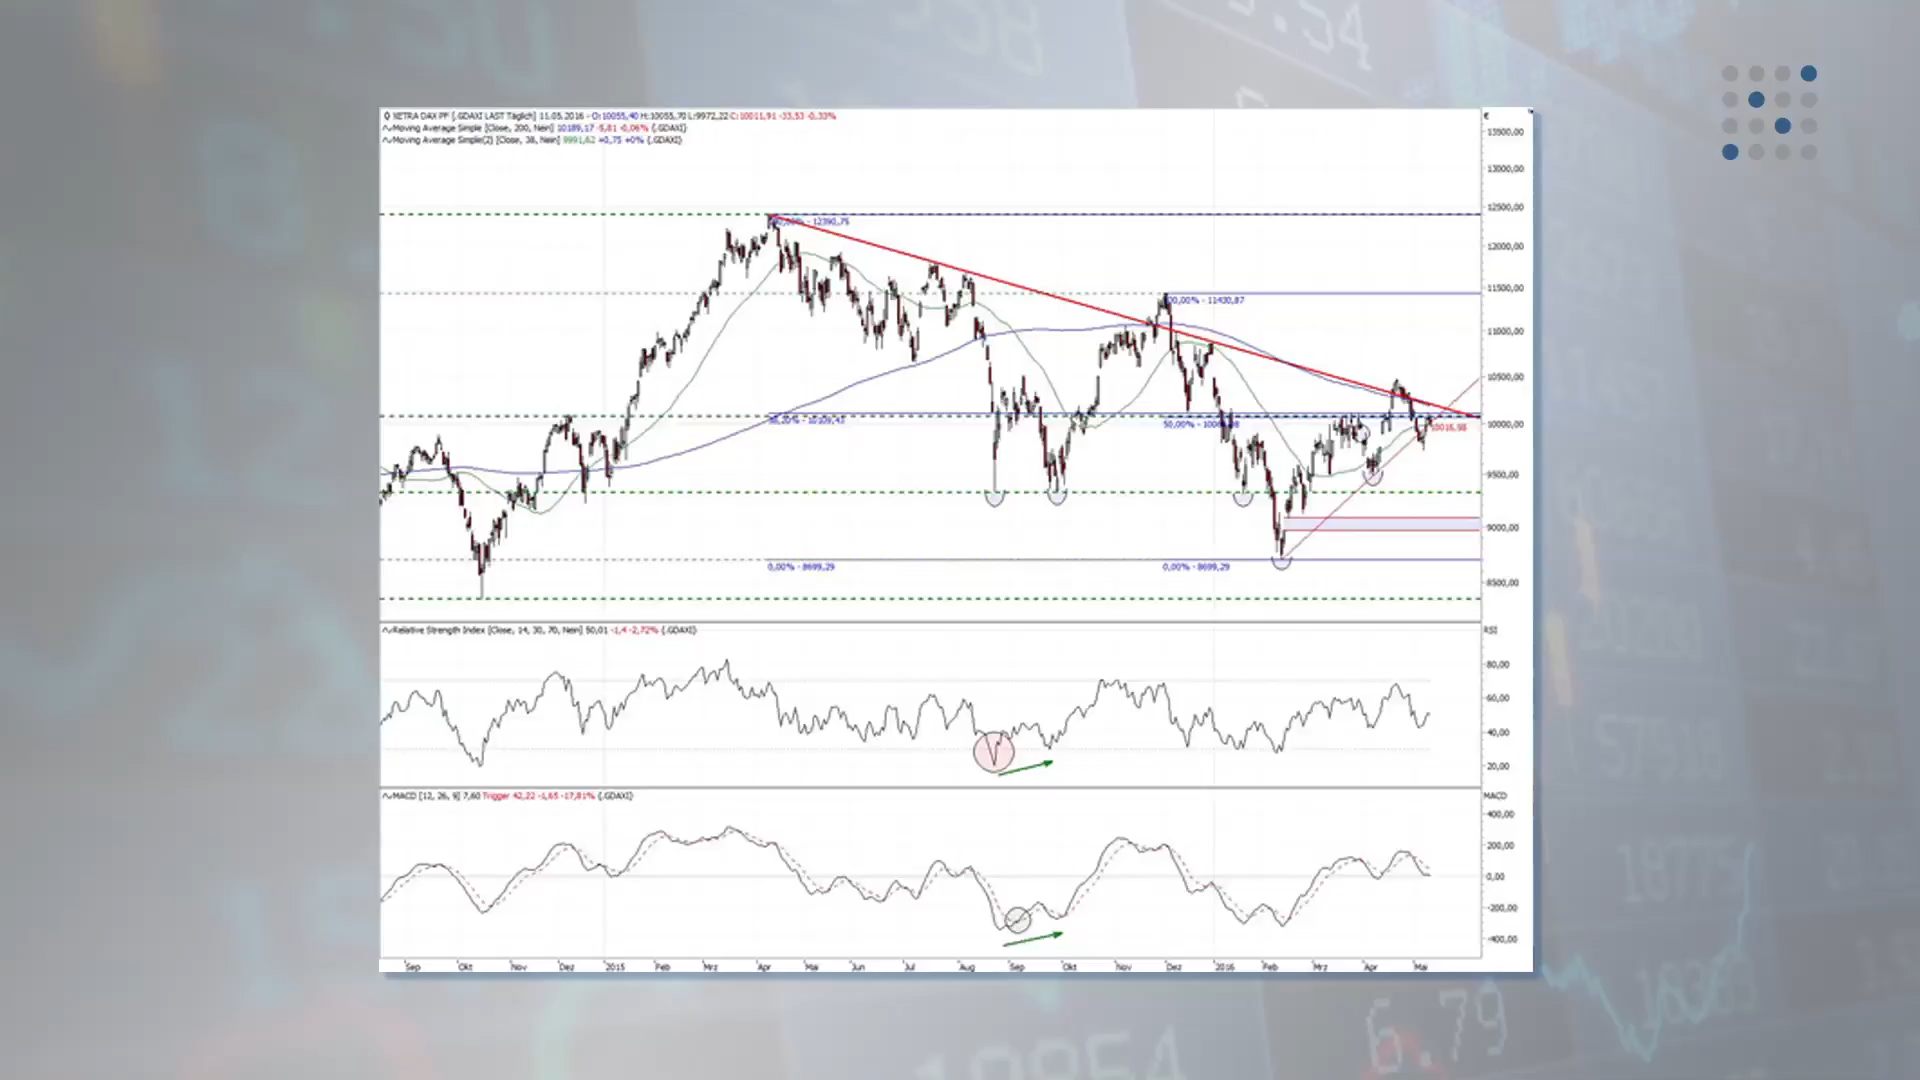 XETRA DAX PF [.GDAXI LAST Täglich] 11.05.2016 - O:10055,40 H:10055,70 L:9972,22 C:10011,91 -33,53 -0,33%
Moving Average Simple [Close, 200, Nein] 10189,17 -5,81 -0,06% {.GDAXI}
Moving Average Simple(2) [Close, 38, Nein] 9991,62 +0,75 +0% {.GDAXI}
€
13500,00
13000,00
12500,00
12000,00
11500,00
11000,00
10500,00
10000,00
9500,00
9000,00
8500,00
- 12390,75
00,00% - 11430,87
38,20% - 10109,43
50,00%
10016,98
0,00% - 8699,29
0,00% - 8699,29
Relative Strength Index [Close, 14, 30, 70, Nein] 50,01 -1,4 -2,72% {.GDAXI}
RSI
80,00
60,00
40,00
20,00
MACD [12, 26, 9] 7,60 Trigger 42,22 -1,65 -17,81% {.GDAXI}
MACD
400,00
200,00
0,00
-200,00
-400,00
Sep Okt Nov Dez 2015 Feb Mrz Apr Mai Jun Jul Aug Sep Okt Nov Dez 2016 Feb Mrz Apr Mai
5.54
18775
6.79
10954